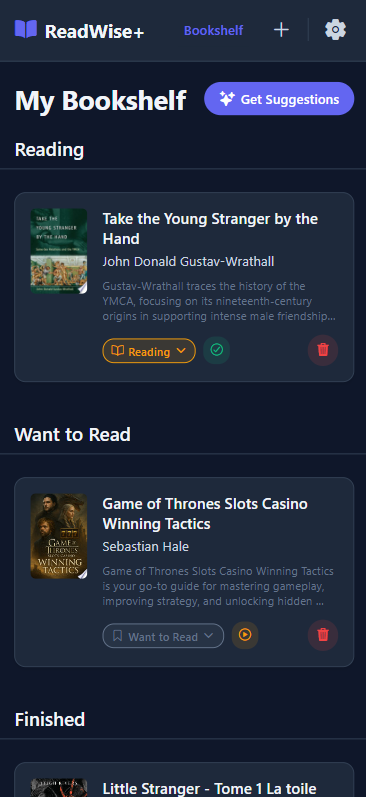 ReadWise+
Bookshelf
My Bookshelf
Get Suggestions
Reading
TAKE THE
YOUNG STRANGER
BY THE HAND
Take the Young Stranger by the
Hand
John Donald Gustav-Wrathall
Gustav-Wrathall traces the history of the
YMCA, focusing on its nineteenth-century
origins in supporting intense male friendship...
Reading
Want to Read
GAME OF
THRONES
SLOTS CASINO
WINNING
TACTICS
Game of Thrones Slots Casino
Winning Tactics
Sebastian Hale
Game of Thrones Slots Casino Winning Tactics
is your go-to guide for mastering gameplay,
improving strategy, and unlocking hidden ...
Want to Read
Finished
Little Stranger - Tome 1 La toile